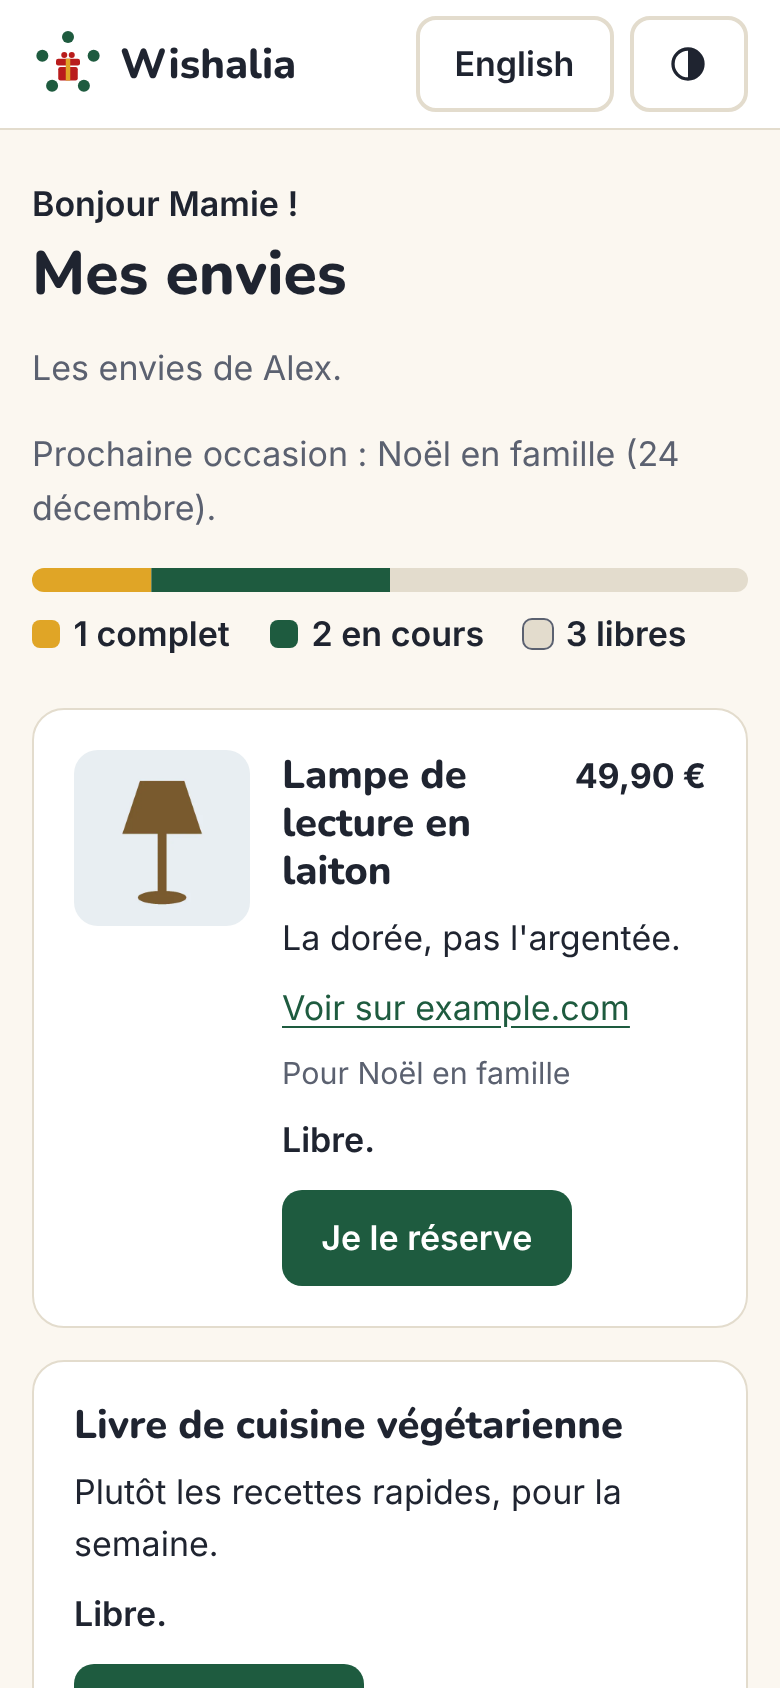 Wishalia
English
Bonjour Mamie !
Mes envies
Les envies de Alex.
Prochaine occasion : Noël en famille (24
décembre).
1 complet
2 en cours
3 libres
Lampe de
lecture en
laiton
49,90 €
La dorée, pas l'argentée.
Voir sur example.com
Pour Noël en famille
Libre.
Je le réserve
Livre de cuisine végétarienne
Plutôt les recettes rapides, pour la
semaine.
Libre.